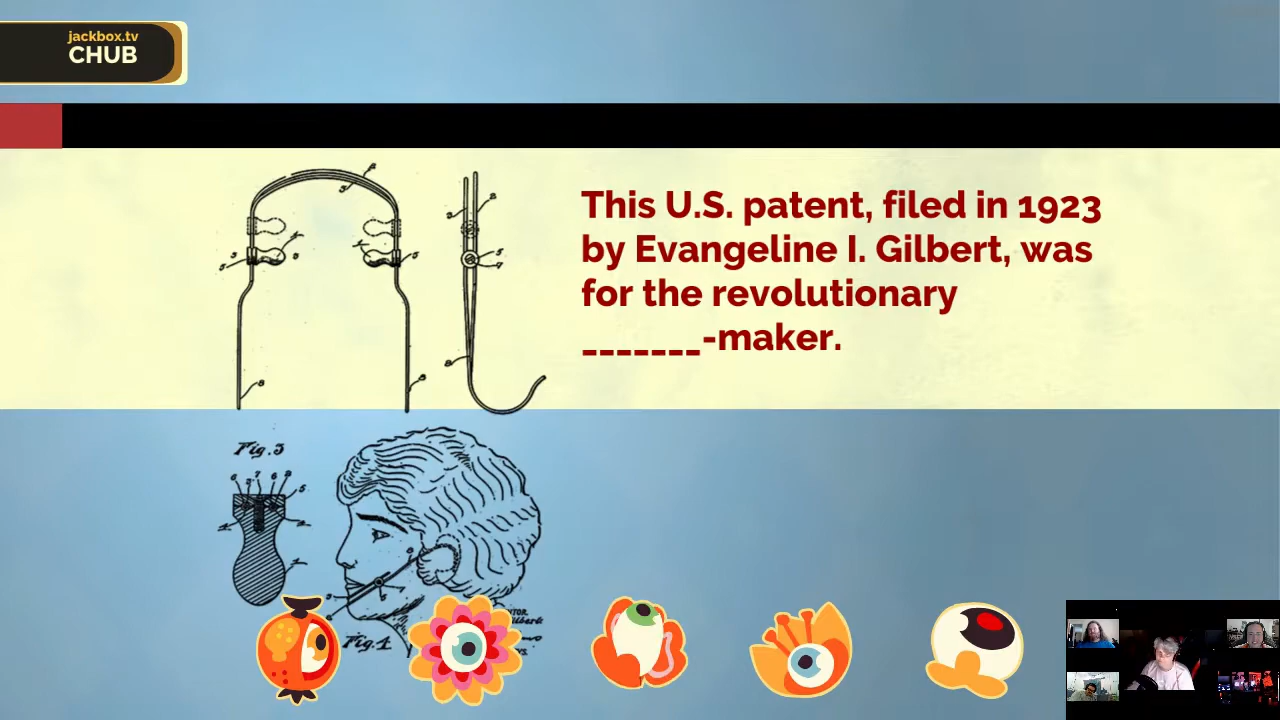 jackbox.tv
CHUB
This U.S. patent, filed in 1923
by Evangeline I. Gilbert, was
for the revolutionary
_______-maker.
Fig.3
Fig.4